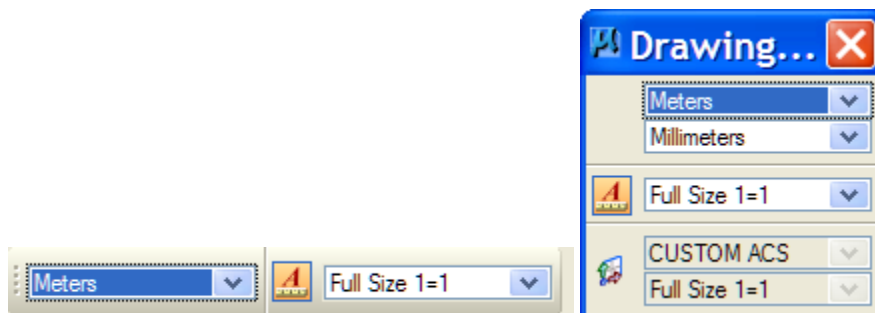 Drawing...
Meters
Millimeters
A Full Size 1=1
CUSTOM ACS
Full Size 1=1
Meters A Full Size 1=1